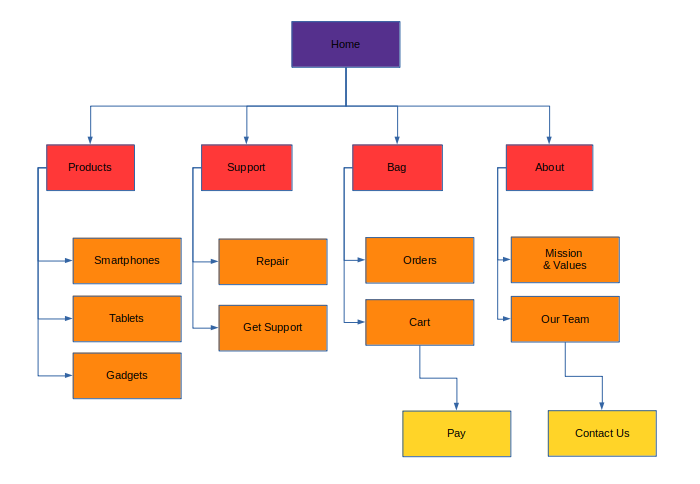 Home
Products
Support
Bag
About
Smartphones
Tablets
Gadgets
Repair
Get Support
Orders
Cart
Pay
Mission
& Values
Our Team
Contact Us